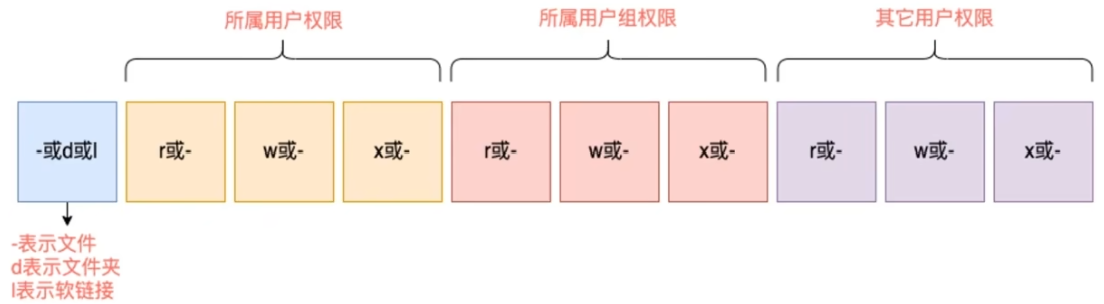 所属用户权限
所属用户组权限
其它用户权限
-或d或l
r或-
w或-
x或-
r或-
w或-
x或-
r或-
w或-
x或-
-表示文件
d表示文件夹
l表示软链接